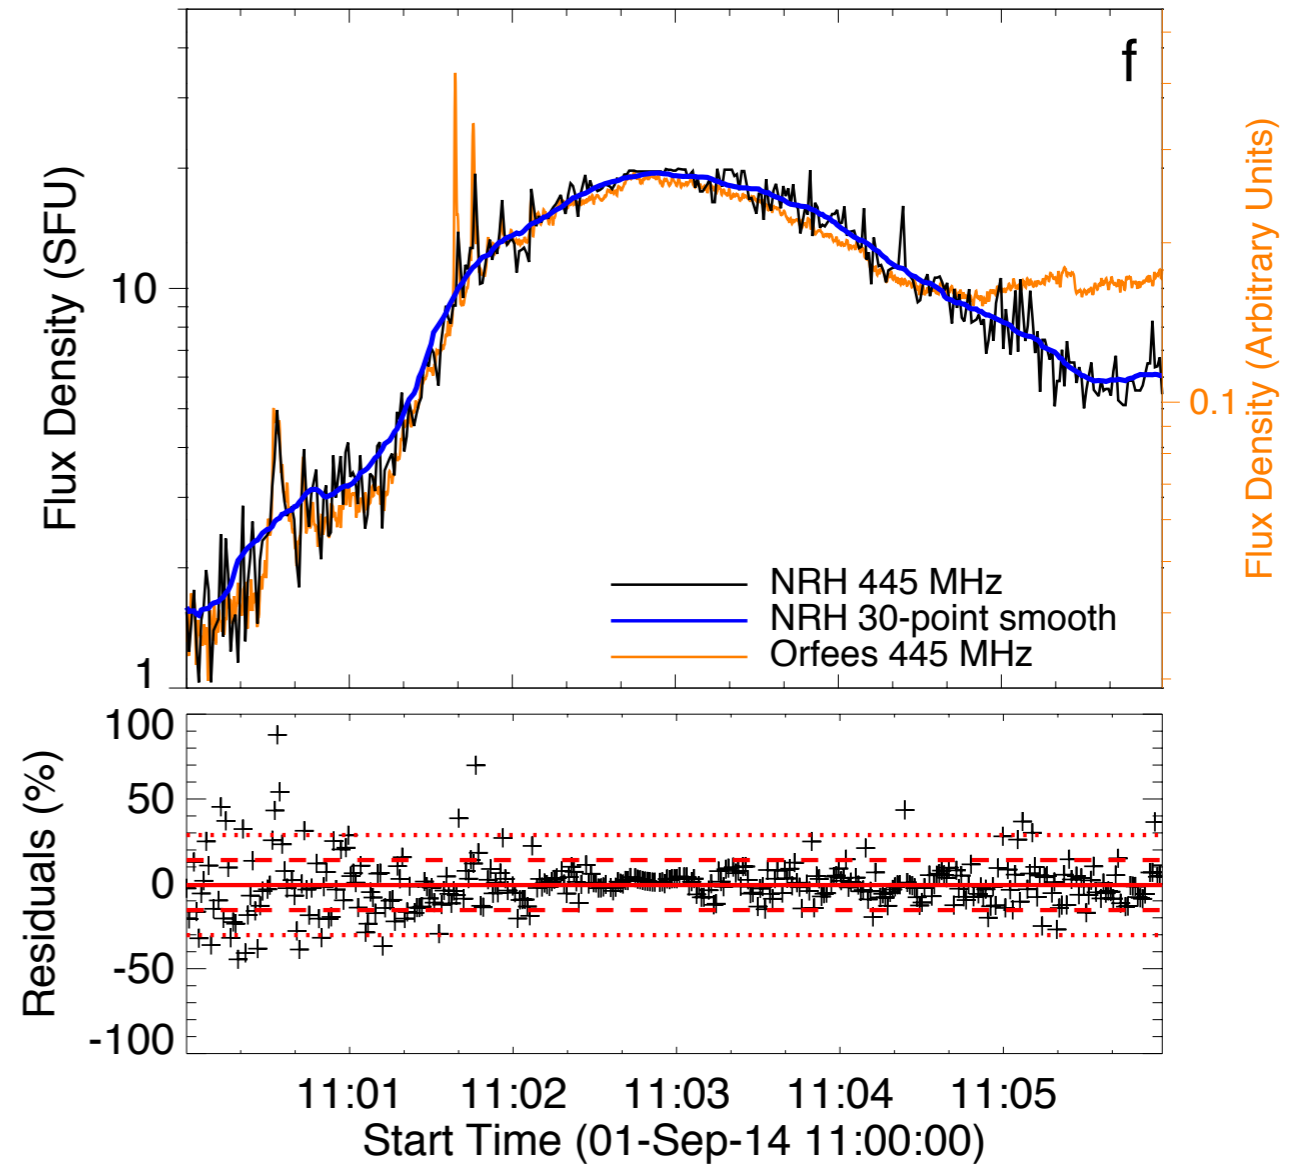 f
Flux Density (SFU)
10
1
Flux Density (Arbitrary Units)
0.1
NRH 445 MHz
NRH 30-point smooth
Orfees 445 MHz
Residuals (%)
100
50
0
-50
-100
11:01 11:02 11:03 11:04 11:05
Start Time (01-Sep-14 11:00:00)